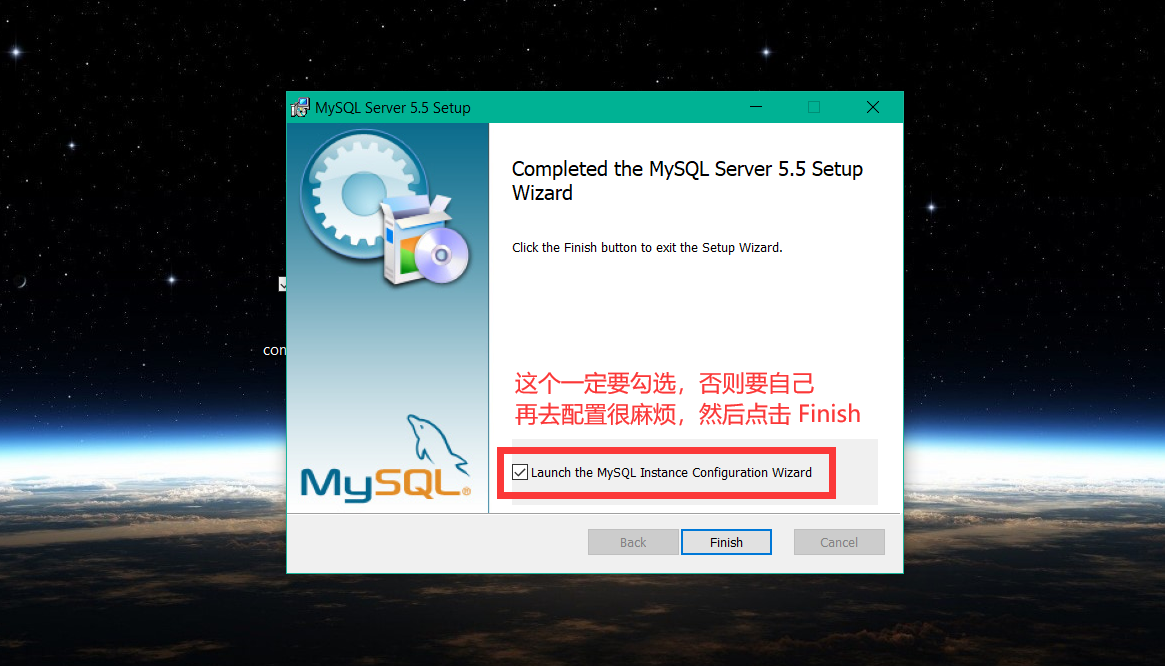 MySQL Server 5.5 Setup
Completed the MySQL Server 5.5 Setup
Wizard
Click the Finish button to exit the Setup Wizard.
con
这个一定要勾选，否则要自己
再去配置很麻烦，然后点击 Finish
Launch the MySQL Instance Configuration Wizard
MySQL®
Back
Finish
Cancel